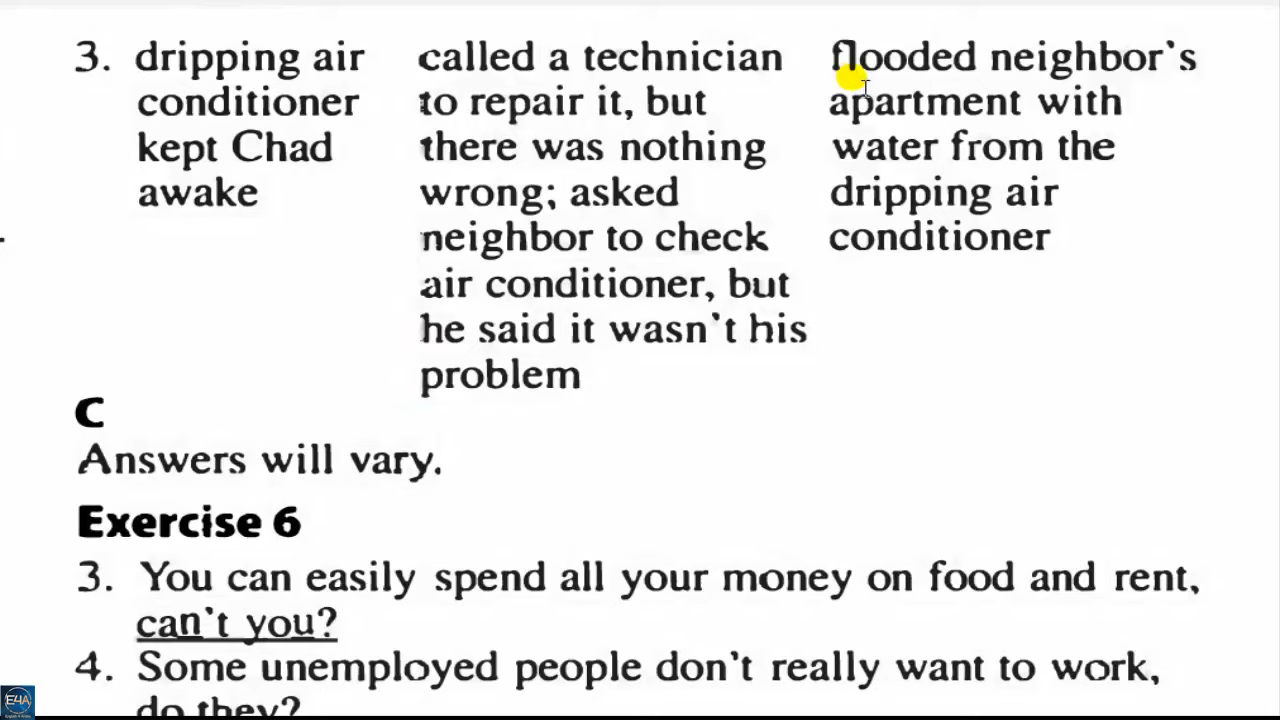 3. dripping air
conditioner
kept Chad
awake
called a technician
to repair it, but
there was nothing
wrong; asked
neighbor to check
air conditioner, but
he said it wasn't his
problem
flooded neighbor's
apartment with
water from the
dripping air
conditioner
C
Answers will vary.
Exercise 6
3. You can easily spend all your money on food and rent,
can't you?
4. Some unemployed people don't really want to work,
do they?
E4A